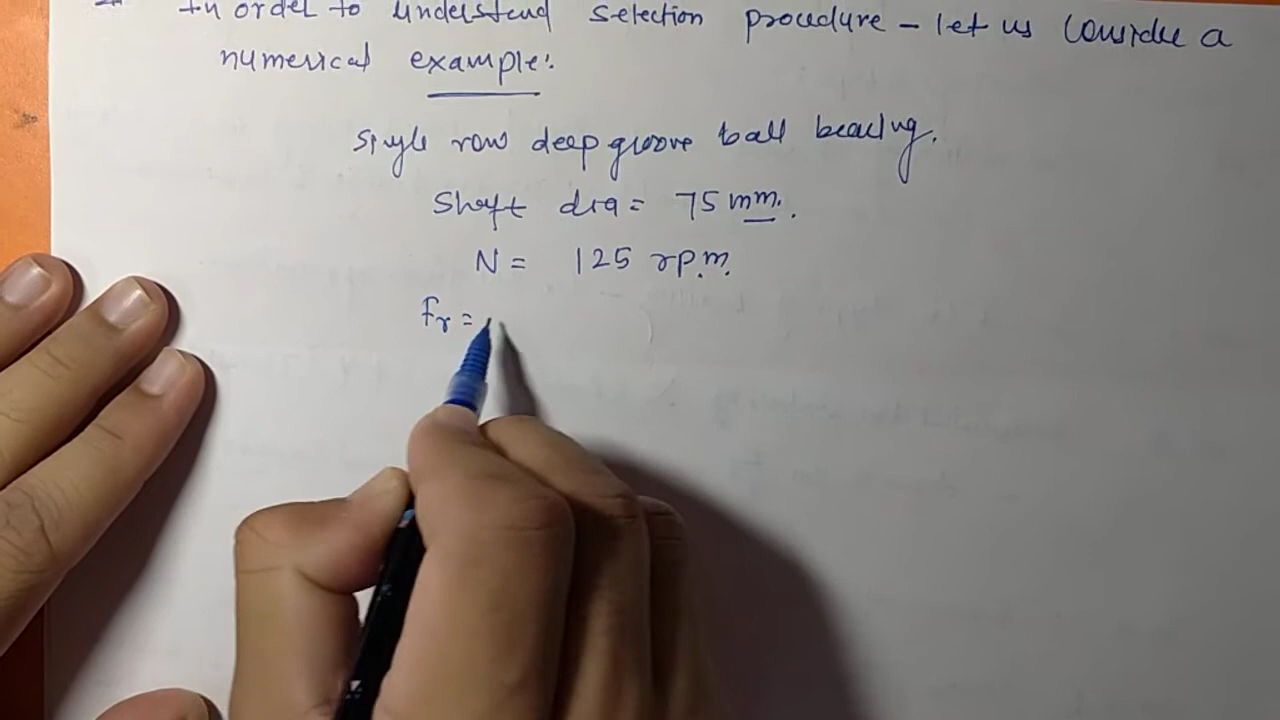 In order to understand selection procedure - let us consider a
numerical example:
Single row deep groove ball bearing.
Shaft dia = 75 mm.
N = 125 rpm.
Fr =